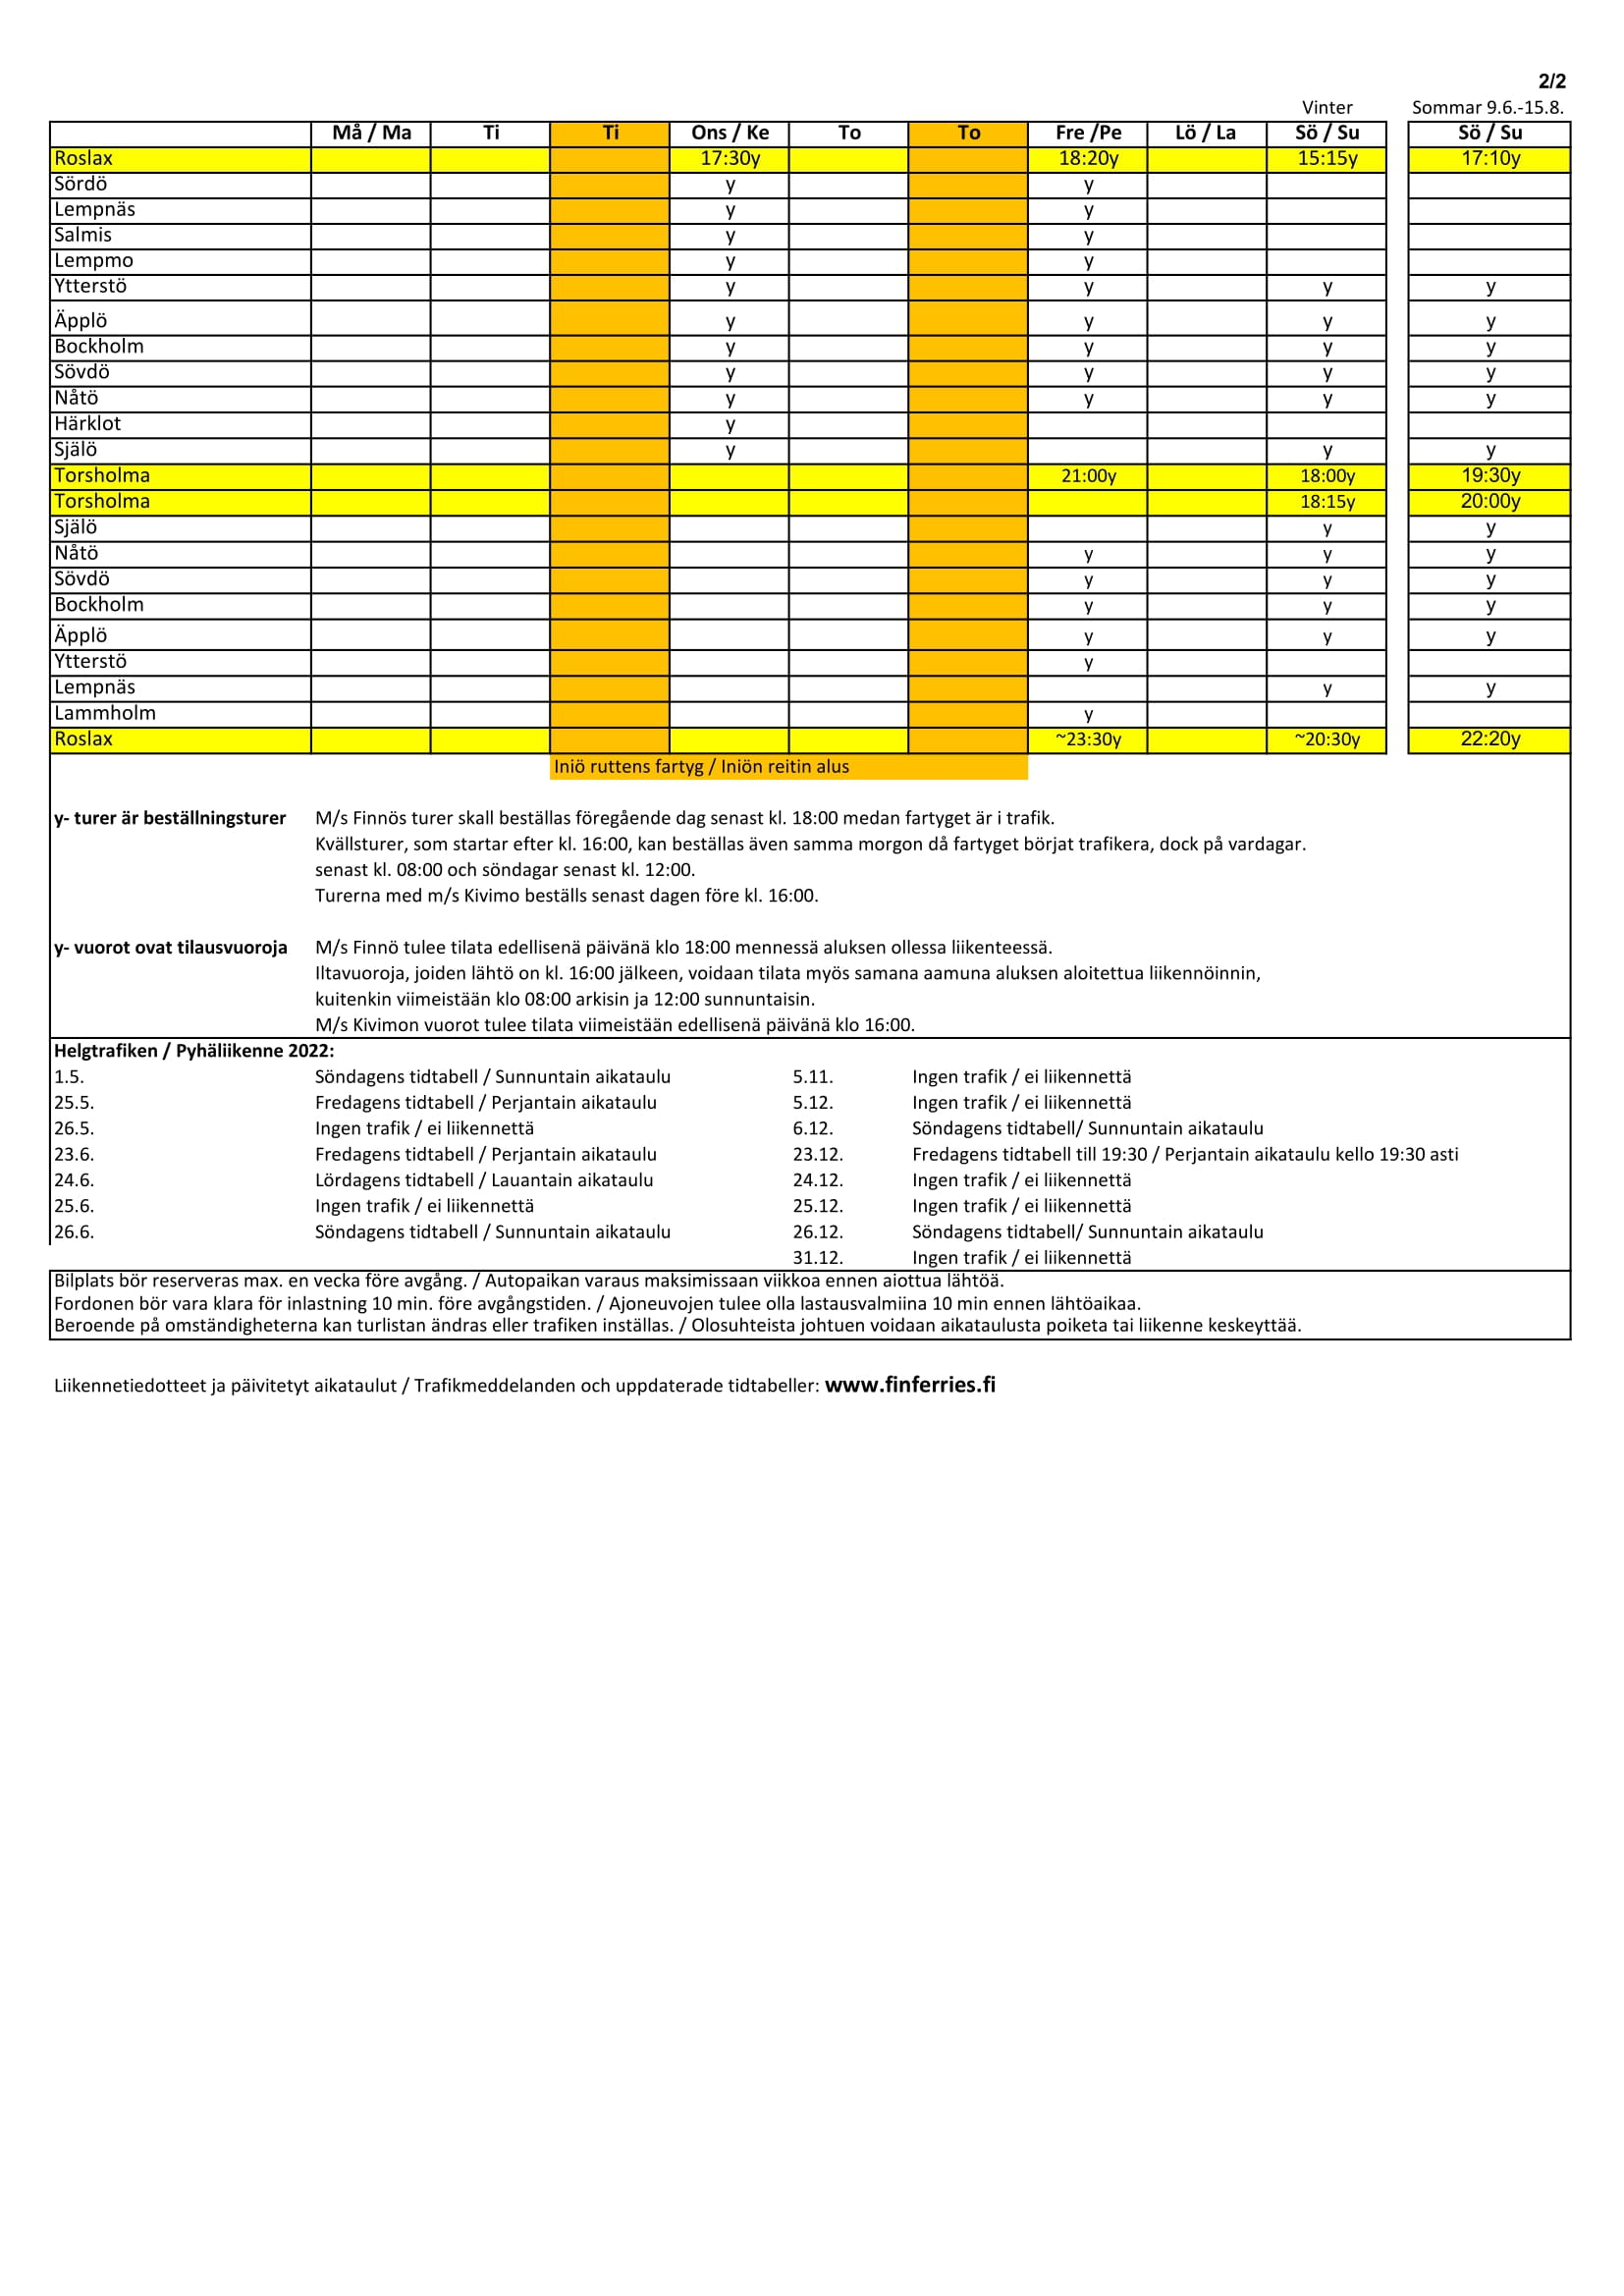 2/2
Vinter Sommar 9.6.-15.8.
Må / Ma Ti Ti Ons / Ke To To Fre /Pe Lö / La Sö / Su Sö / Su
Roslax 17:30y 18:20y 15:15y 17:10y
Sördö y y
Lempnäs y y
Salmis y y
Lempmo y y
Ytterstö y y y y
Äpplö y y y y
Bockholm y y y y
Sövdö y y y y
Nåtö y y y y
Härklot y
Själö y y y
Torsholma 21:00y 18:00y 19:30y
Torsholma 18:15y 20:00y
Själö y y
Nåtö y y y
Sövdö y y y
Bockholm y y y
Äpplö y y y
Ytterstö y
Lempnäs y y
Lammholm y
Roslax ~23:30y ~20:30y 22:20y
Iniö ruttens fartyg / Iniön reitin alus
y- turer är beställningsturer M/s Finnös turer skall beställas föregående dag senast kl. 18:00 medan fartyget är i trafik.
Kvällsturer, som startar efter kl. 16:00, kan beställas även samma morgon då fartyget börjat trafikera, dock på vardagar.
senast kl. 08:00 och söndagar senast kl. 12:00.
Turerna med m/s Kivimo beställs senast dagen före kl. 16:00.
y- vuorot ovat tilausvuoroja M/s Finnö tulee tilata edellisenä päivänä klo 18:00 mennessä aluksen ollessa liikenteessä.
Iltavuoroja, joiden lähtö on kl. 16:00 jälkeen, voidaan tilata myös samana aamuna aluksen aloitettua liikennöinnin,
kuitenkin viimeistään klo 08:00 arkisin ja 12:00 sunnuntaisin.
M/s Kivimon vuorot tulee tilata viimeistään edellisenä päivänä klo 16:00.
Helgtrafiken / Pyhäliikenne 2022:
1.5. Söndagens tidtabell / Sunnuntain aikataulu 5.11. Ingen trafik / ei liikennettä
25.5. Fredagens tidtabell / Perjantain aikataulu 5.12. Ingen trafik / ei liikennettä
26.5. Ingen trafik / ei liikennettä 6.12. Söndagens tidtabell/ Sunnuntain aikataulu
23.6. Fredagens tidtabell / Perjantain aikataulu 23.12. Fredagens tidtabell till 19:30 / Perjantain aikataulu kello 19:30 asti
24.6. Lördagens tidtabell / Lauantain aikataulu 24.12. Ingen trafik / ei liikennettä
25.6. Ingen trafik / ei liikennettä 25.12. Ingen trafik / ei liikennettä
26.6. Söndagens tidtabell / Sunnuntain aikataulu 26.12. Söndagens tidtabell/ Sunnuntain aikataulu
31.12. Ingen trafik / ei liikennettä
Bilplats bör reserveras max. en vecka före avgång. / Autopaikan varaus maksimissaan viikkoa ennen aiottua lähtöä.
Fordonen bör vara klara för inlastning 10 min. före avgångstiden. / Ajoneuvojen tulee olla lastausvalmiina 10 min ennen lähtöaikaa.
Beroende på omständigheterna kan turlistan ändras eller trafiken inställas. / Olosuhteista johtuen voidaan aikataulusta poiketa tai liikenne keskeyttää.
Liikennetiedotteet ja päivitetyt aikataulut / Trafikmeddelanden och uppdaterade tidtabeller: www.finferries.fi